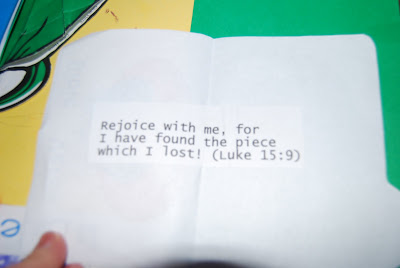 Rejoice with me, for
I have found the piece
which I lost! (Luke 15:9)